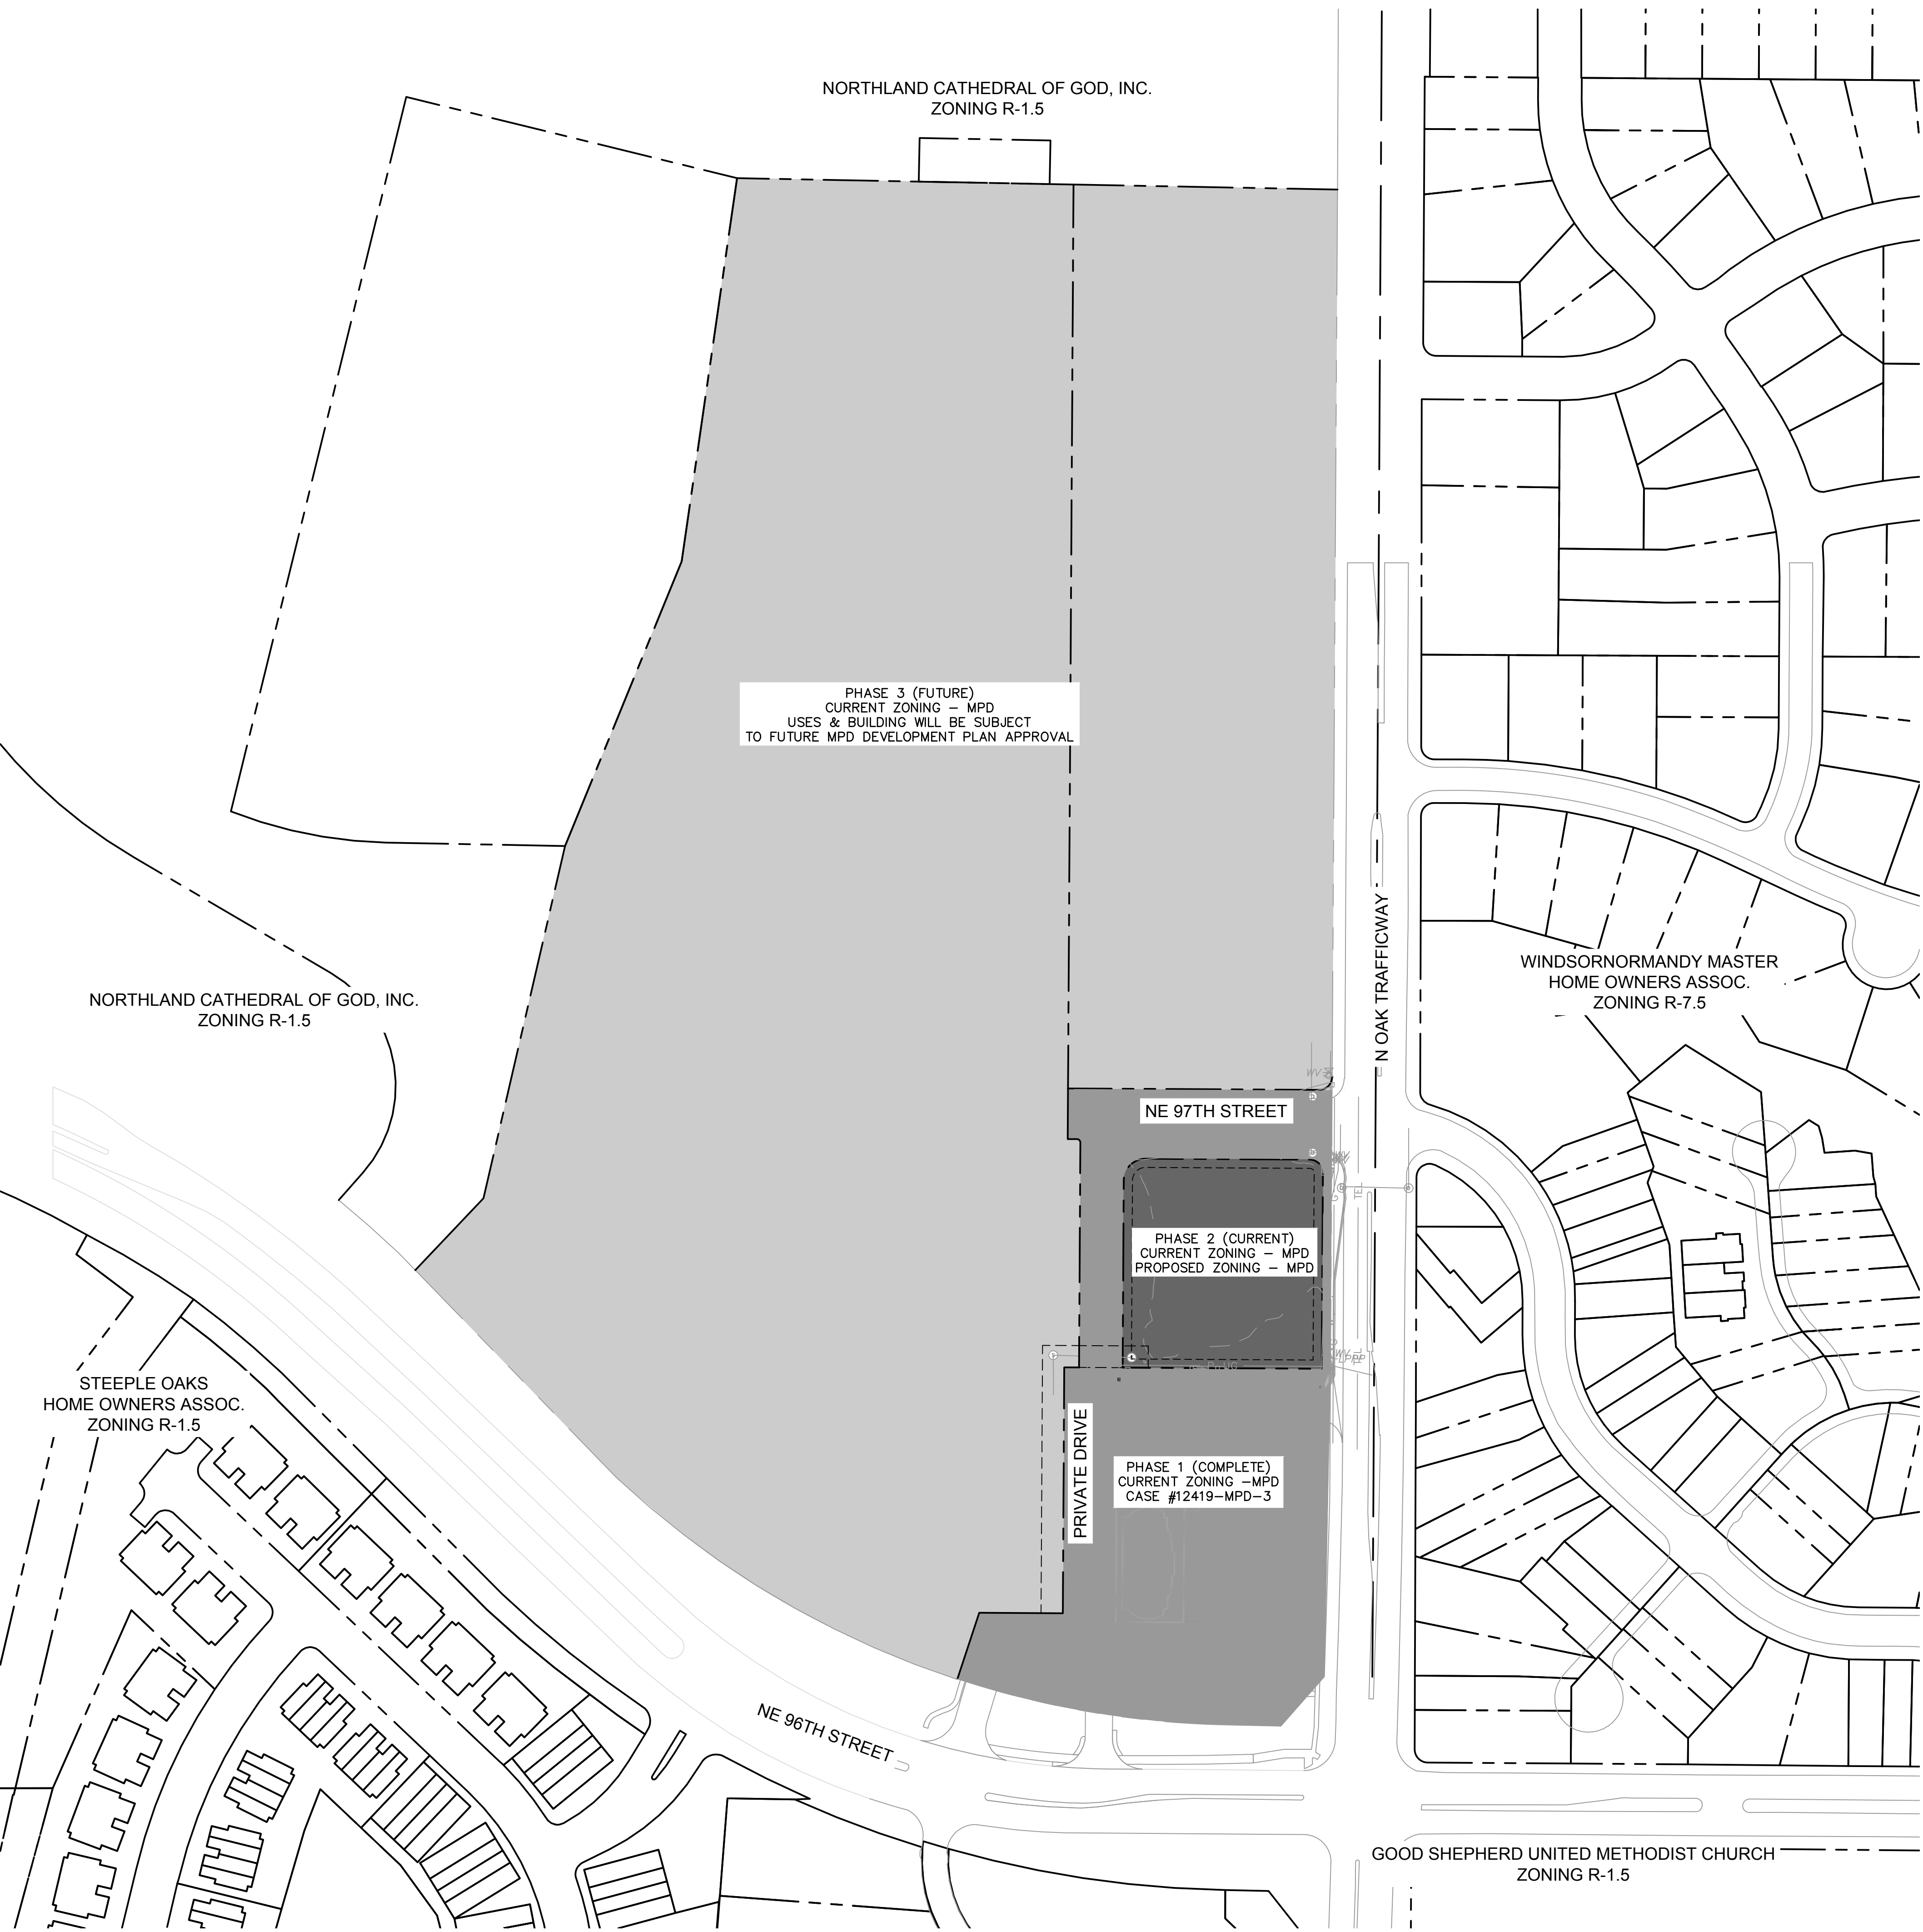 NORTHLAND CATHEDRAL OF GOD, INC.
ZONING R-1.5
PHASE 3 (FUTURE)
CURRENT ZONING – MPD
USES & BUILDING WILL BE SUBJECT
TO FUTURE MPD DEVELOPMENT PLAN APPROVAL
N OAK TRAFFICWAY
WINDSORNORMANDY MASTER
HOME OWNERS ASSOC.
ZONING R-7.5
NORTHLAND CATHEDRAL OF GOD, INC.
ZONING R-1.5
NE 97TH STREET
TEL
PHASE 2 (CURRENT)
CURRENT ZONING – MPD
PROPOSED ZONING – MPD
STEEPLE OAKS
HOME OWNERS ASSOC.
ZONING R-1.5
PRIVATE DRIVE
PHASE 1 (COMPLETE)
CURRENT ZONING –MPD
CASE #12419–MPD–3
NE 96TH STREET
GOOD SHEPHERD UNITED METHODIST CHURCH
ZONING R-1.5